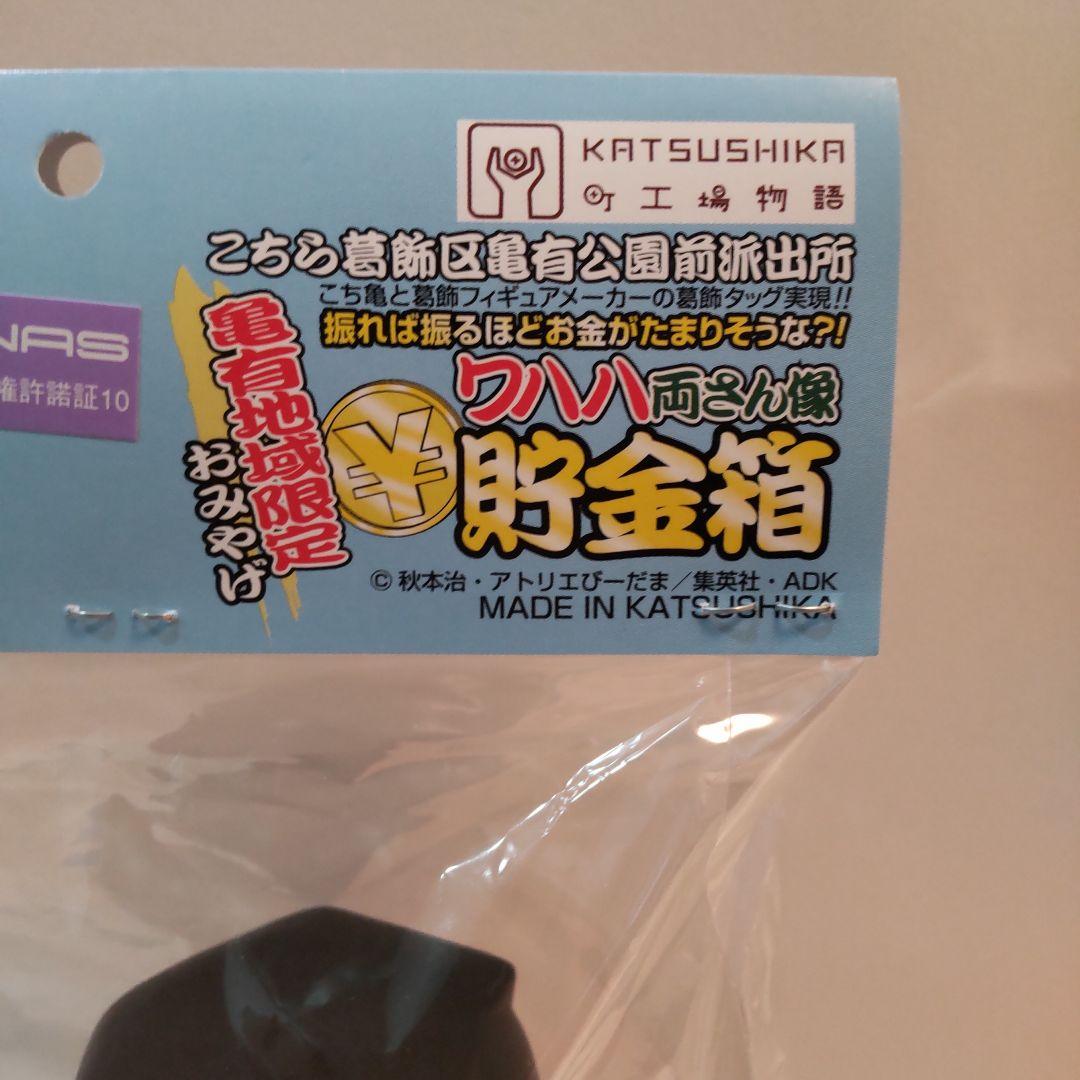 KATSUSHIKA
町工場物語
こちら葛飾区亀有公園前派出所
こち亀と葛飾フィギュアメーカーの葛飾タッグ実現!!
振れば振るほどお金がたまりそうな?!
ワハハ両さん像
¥貯金箱
亀有地域限定
おみやげ
NAS
権許諾証10
© 秋本治・アトリエびーだま/集英社・ADK
MADE IN KATSUSHIKA